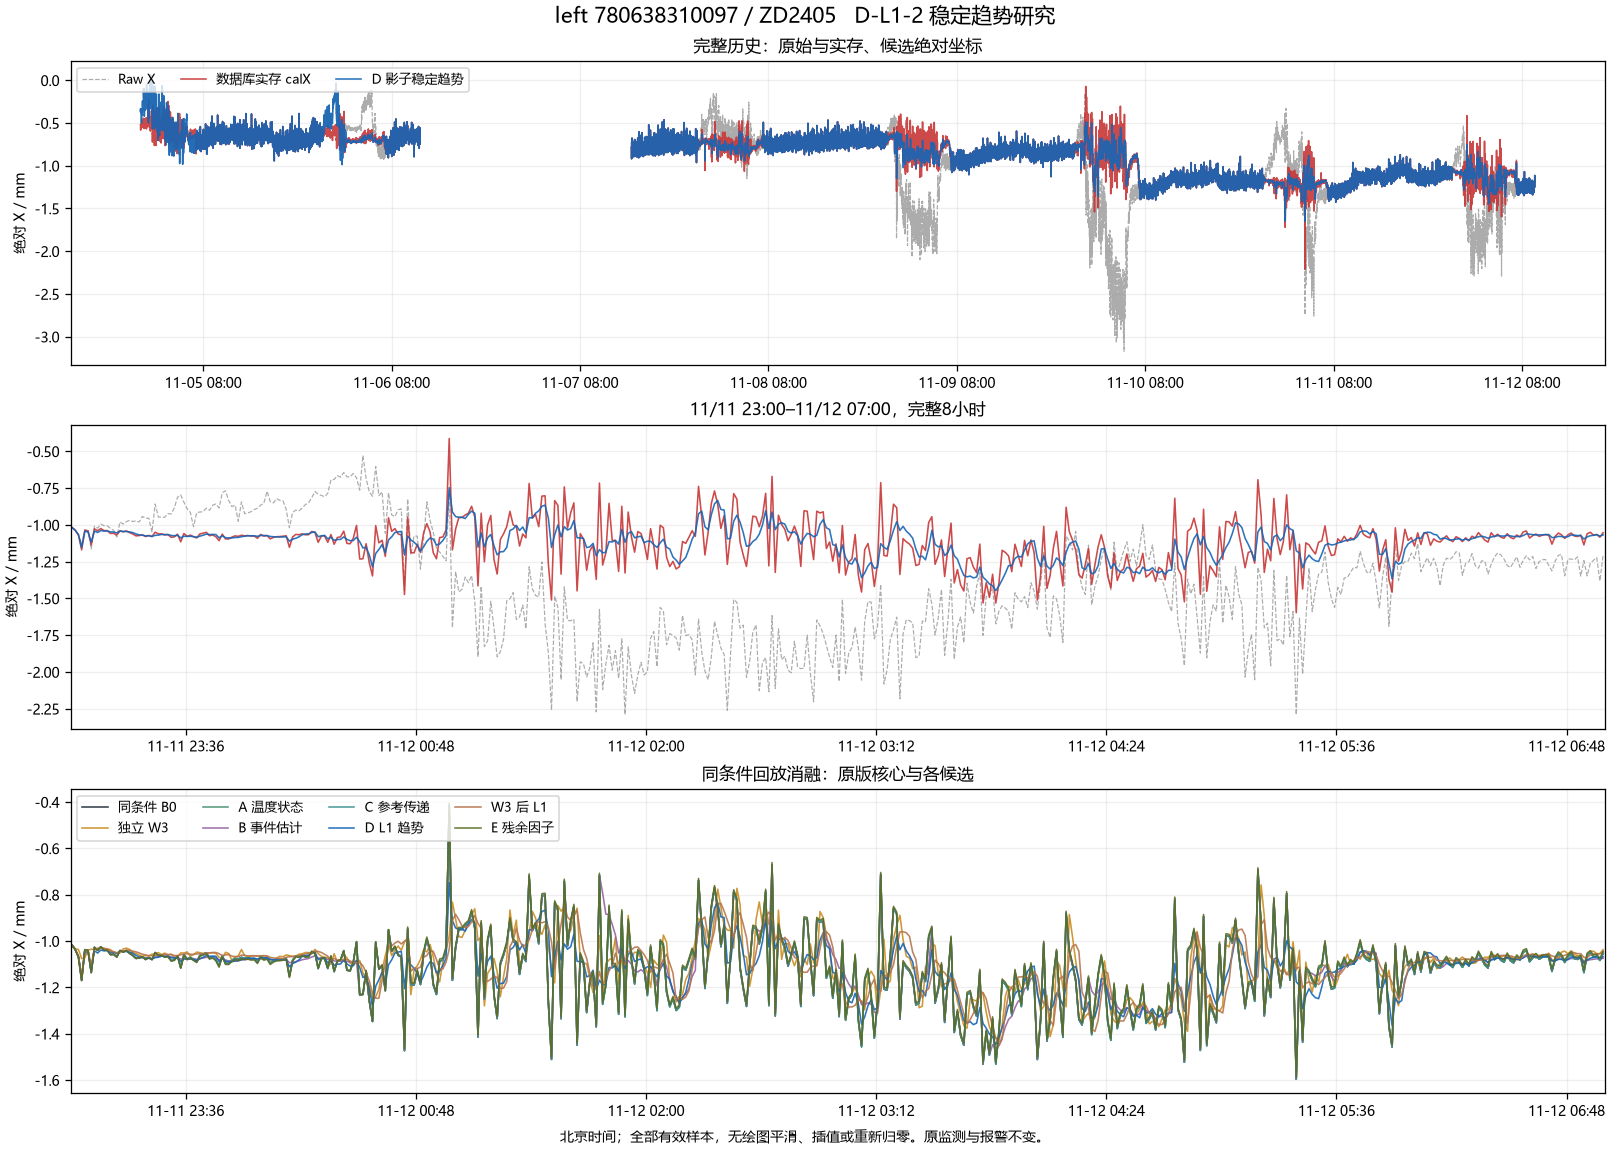 left 780638310097 / ZD2405 D-L1-2 稳定趋势研究
完整历史：原始与实存、候选绝对坐标
Raw X 数据库实存 calX D 影子稳定趋势
绝对 X / mm
0.0
-0.5
-1.0
-1.5
-2.0
-2.5
-3.0
11-05 08:00 11-06 08:00 11-07 08:00 11-08 08:00 11-09 08:00 11-10 08:00 11-11 08:00 11-12 08:00
11/11 23:00–11/12 07:00，完整8小时
绝对 X / mm
-0.50
-0.75
-1.00
-1.25
-1.50
-1.75
-2.00
-2.25
11-11 23:36 11-12 00:48 11-12 02:00 11-12 03:12 11-12 04:24 11-12 05:36 11-12 06:48
同条件回放消融：原版核心与各候选
同条件 B0 A 温度状态 C 参考传递 W3 后 L1
独立 W3 B 事件估计 D L1 趋势 E 残余因子
绝对 X / mm
-0.4
-0.6
-0.8
-1.0
-1.2
-1.4
-1.6
11-11 23:36 11-12 00:48 11-12 02:00 11-12 03:12 11-12 04:24 11-12 05:36 11-12 06:48
北京时间；全部有效样本，无绘图平滑、插值或重新归零。原监测与报警不变。